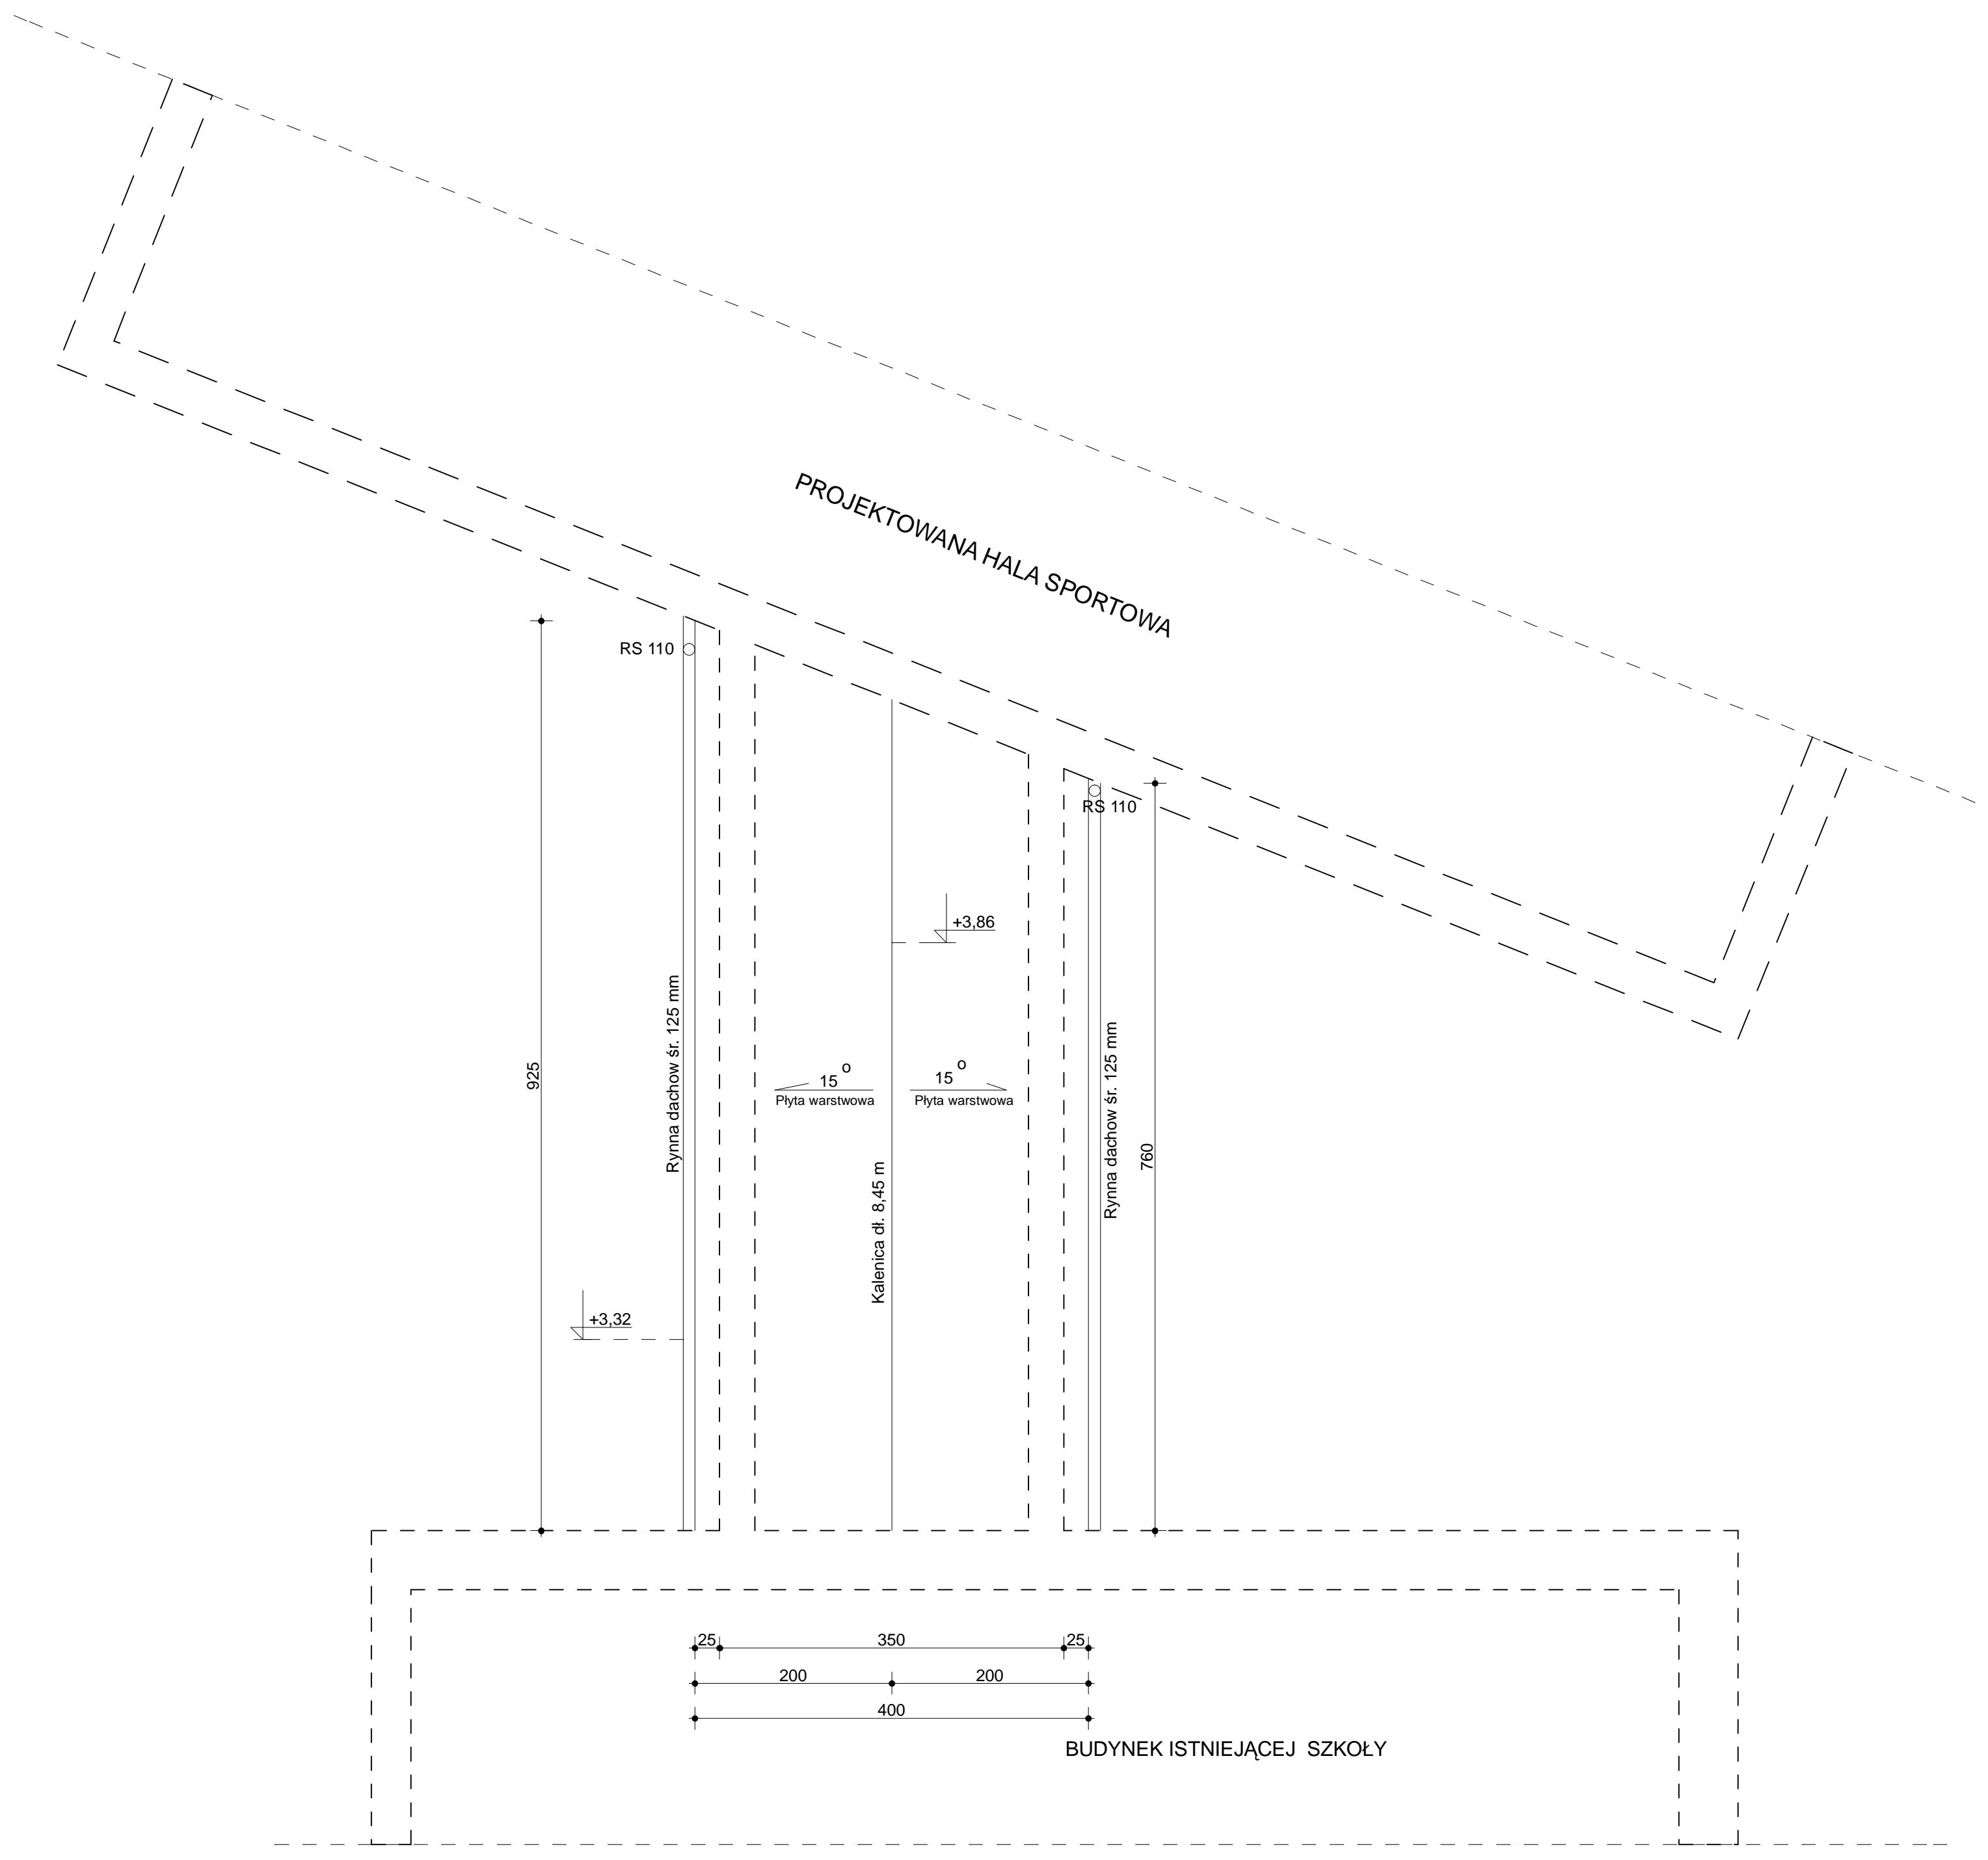 PROJEKTOWANA HALA SPORTOWA
RS 110
RS 110
+3,86
925
Rynna dachow śr. 125 mm
15 o
Płyta warstwowa
15 o
Płyta warstwowa
Rynna dachow śr. 125 mm
760
Kalenica dł. 8,45 m
+3,32
25
350
25
200
200
400
BUDYNEK ISTNIEJĄCEJ  SZKOŁY